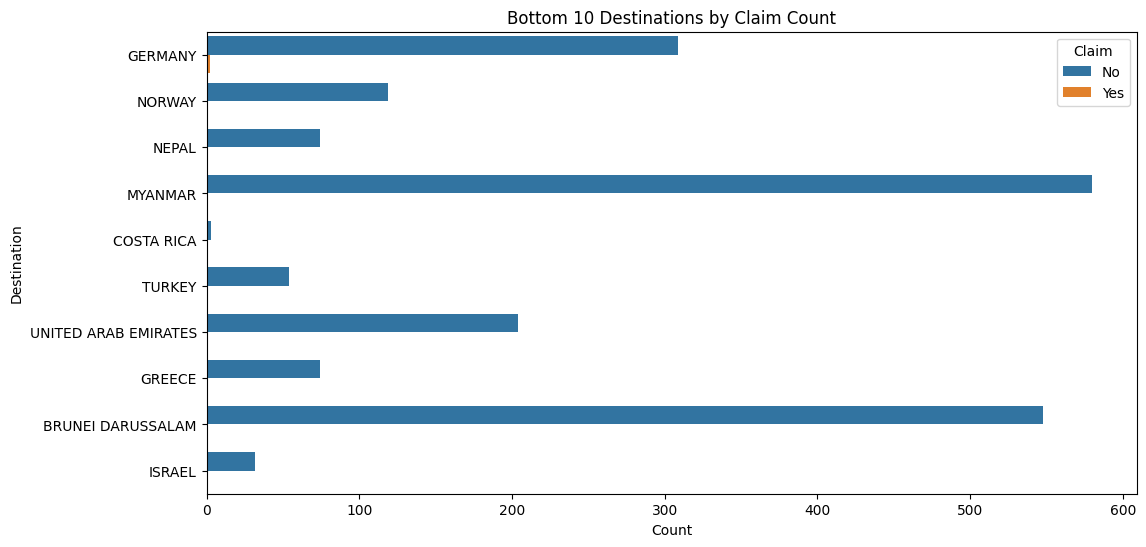 Bottom 10 Destinations by Claim Count
Claim
No
Yes
Destination
GERMANY
NORWAY
NEPAL
MYANMAR
COSTA RICA
TURKEY
UNITED ARAB EMIRATES
GREECE
BRUNEI DARUSSALAM
ISRAEL
0 100 200 300 400 500 600
Count